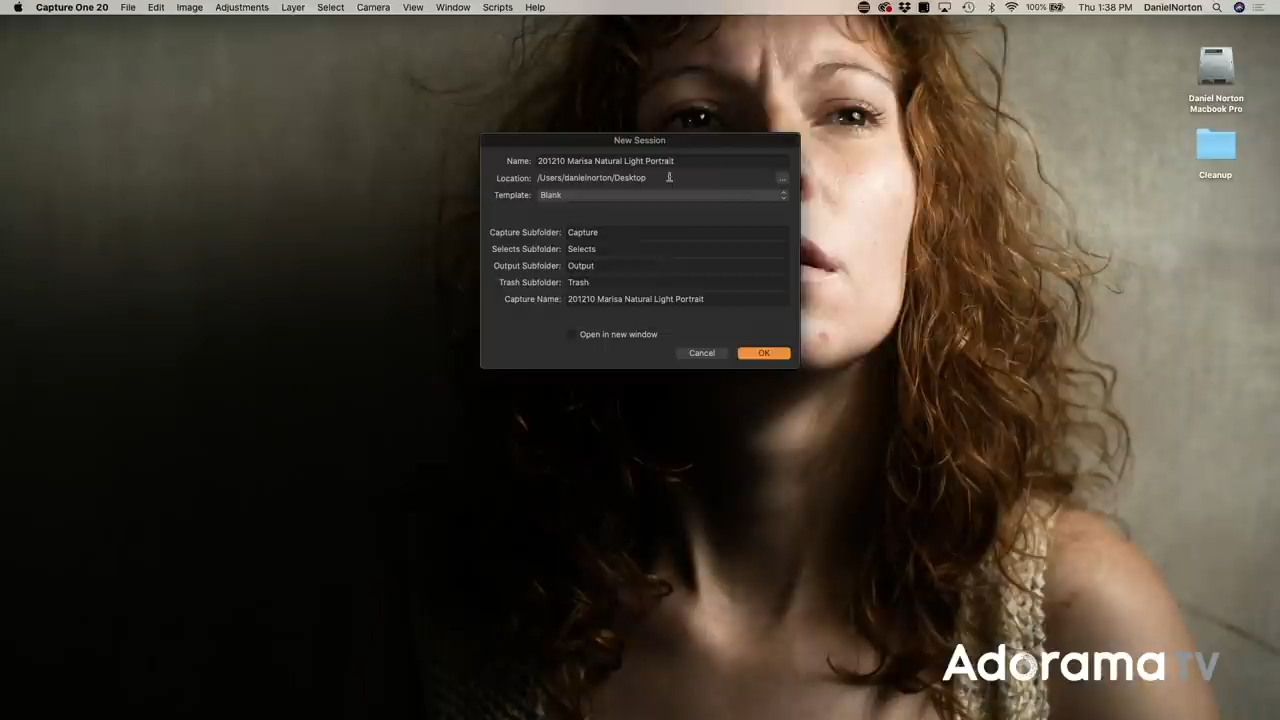 Capture One 20 File Edit Image Adjustments Layer Select Camera View Window Scripts Help 100% Thu 1:38 PM DanielNorton
Daniel Norton
Macbook Pro
Cleanup
New Session
Name: 201210 Marisa Natural Light Portrait
Location: /Users/danielnorton/Desktop ...
Template: Blank
Capture Subfolder: Capture
Selects Subfolder: Selects
Output Subfolder: Output
Trash Subfolder: Trash
Capture Name: 201210 Marisa Natural Light Portrait
Open in new window
Cancel OK
Adorama TV